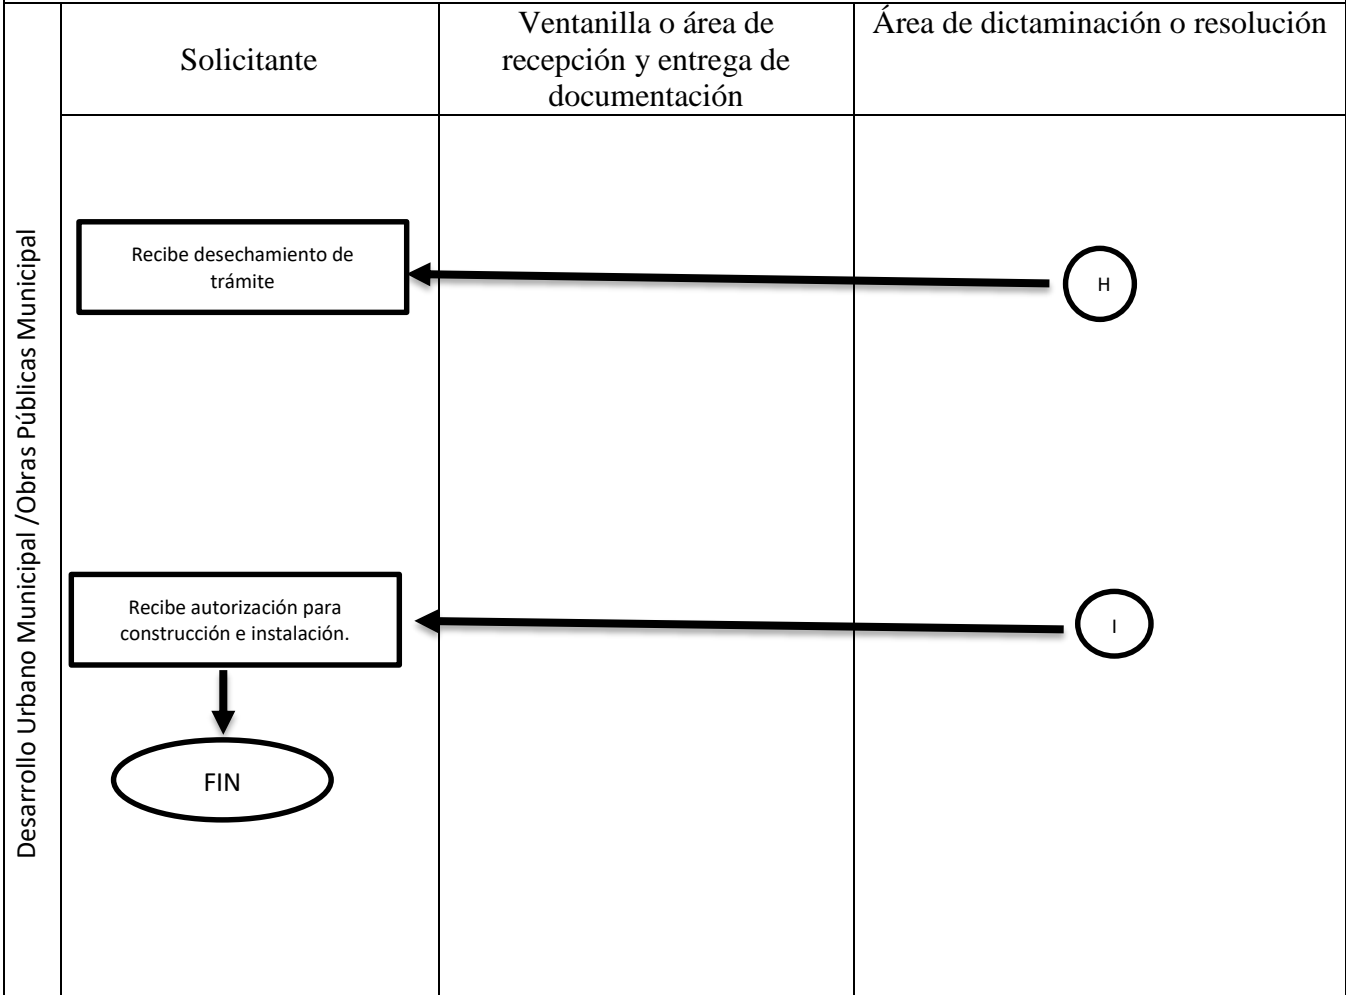 Solicitante
Ventanilla o área de
recepción y entrega de
documentación
Área de dictaminación o resolución
Desarrollo Urbano Municipal /Obras Públicas Municipal
Recibe desechamiento de
trámite
H
Recibe autorización para
construcción e instalación.
I
FIN